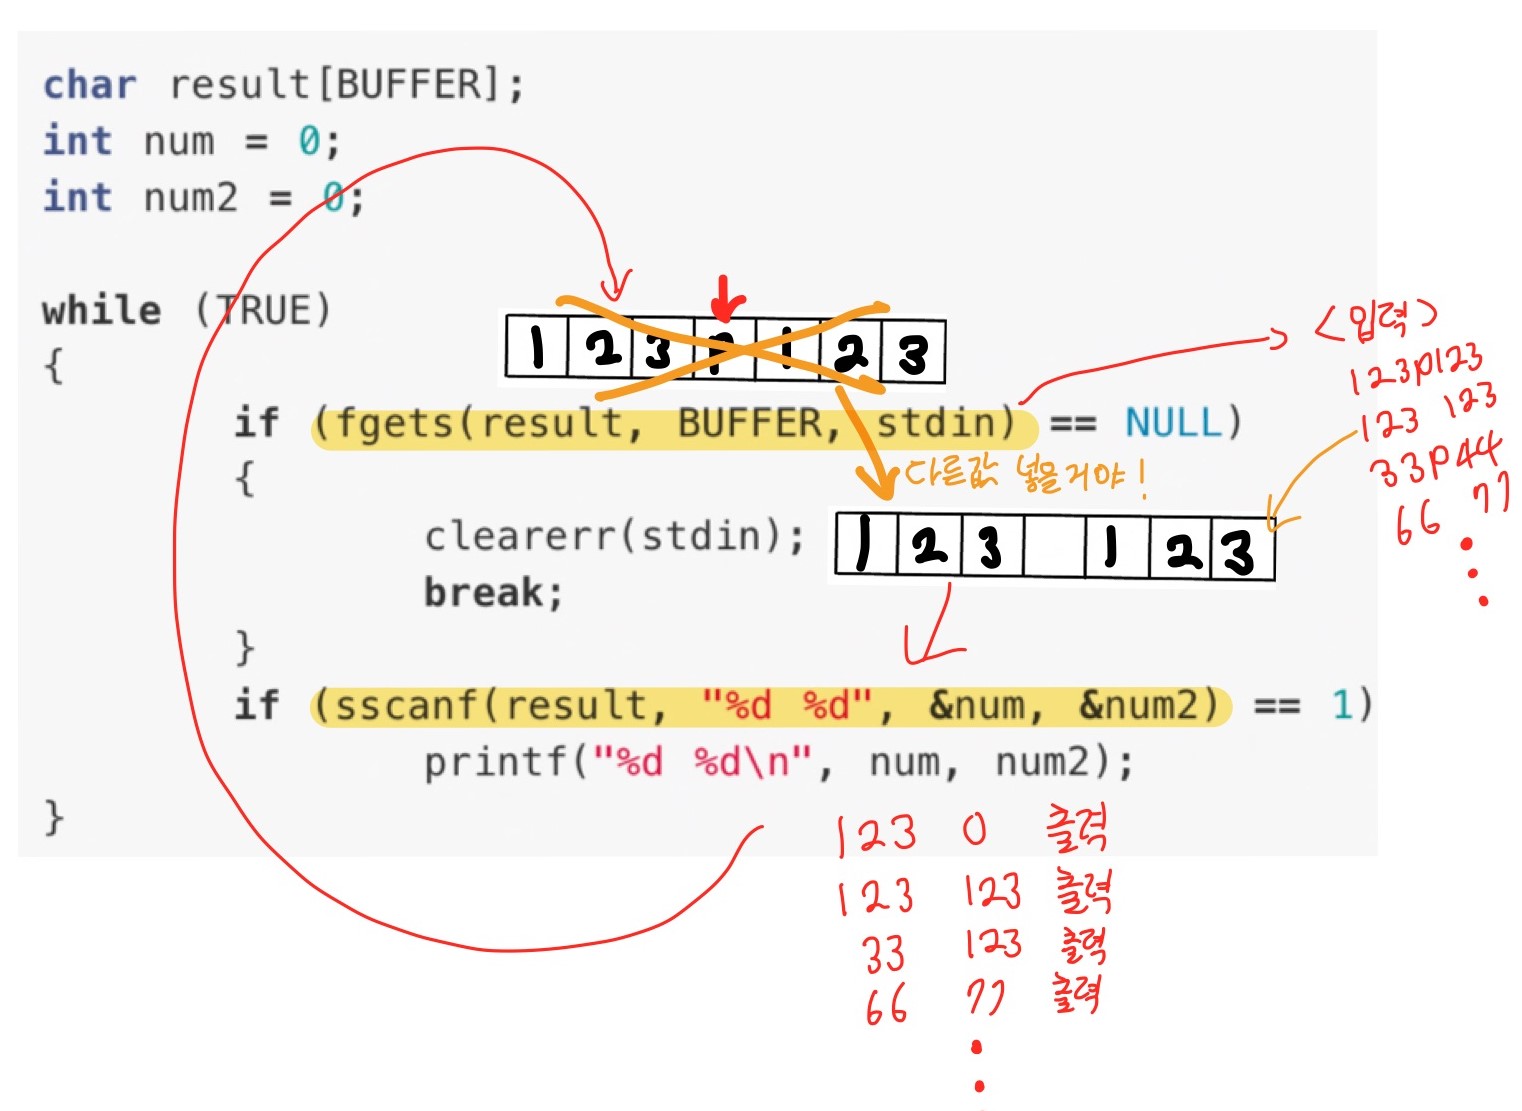 char result[BUFFER];
int num = 0;
int num2 = 0;
while (TRUE)
{
1 2 3 p 1 2 3
if (fgets(result, BUFFER, stdin) == NULL)
{
다른값 넣을거야!
clearerr(stdin);
1 2 3 1 2 3
break;
}
if (sscanf(result, "%d %d", &num, &num2) == 1)
printf("%d %d\n", num, num2);
}
<입력>
123p123
123 123
33p44
66 77
123 0 출력
123 123 출력
33 123 출력
66 77 출력